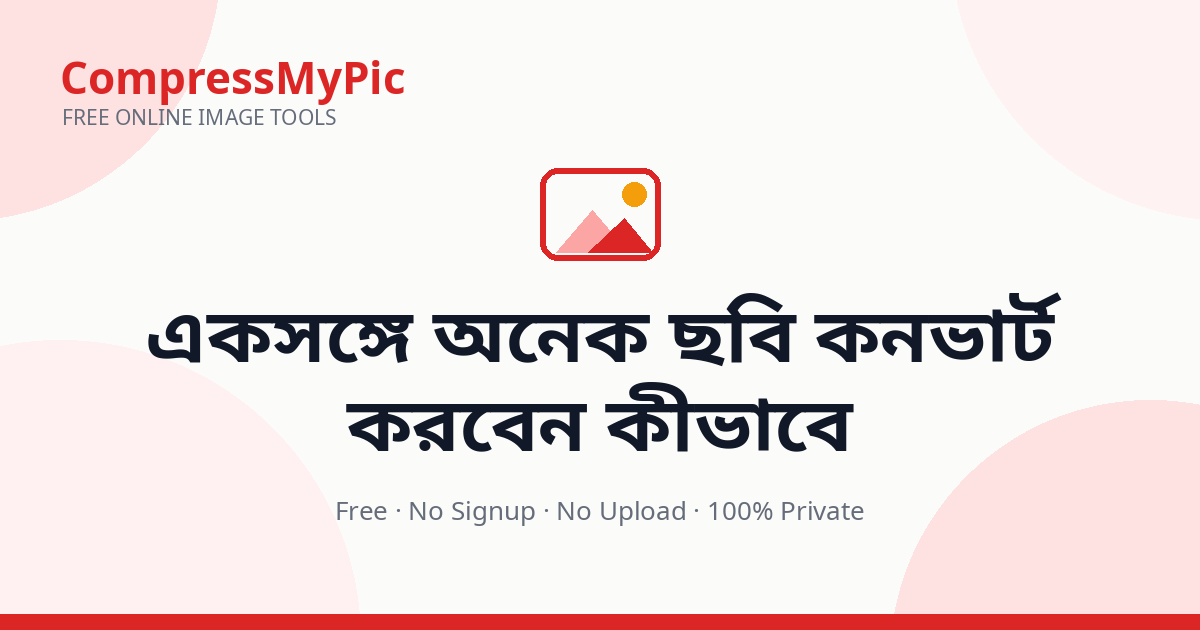 CompressMyPic
FREE ONLINE IMAGE TOOLS
একসঙ্গে অনেক ছবি কনভার্ট
করবেন কীভাবে
Free · No Signup · No Upload · 100% Private